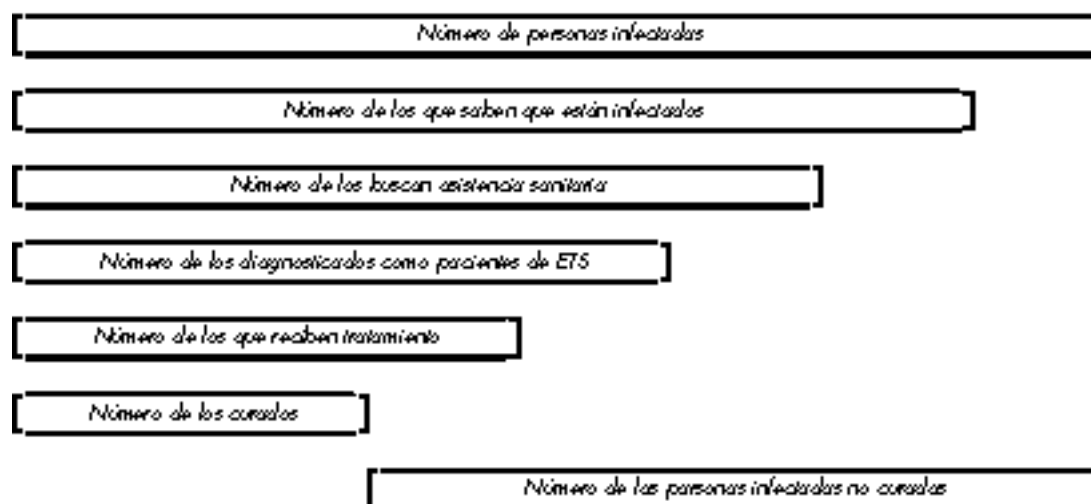 Número de personas infectadas
Número de los que saben que están infectados
Número de los buscan asistencia sanitaria
Número de los diagnosticados como pacientes de ETS
Número de los que reciben tratamiento
Número de los curados
Número de las personas infectadas no curadas